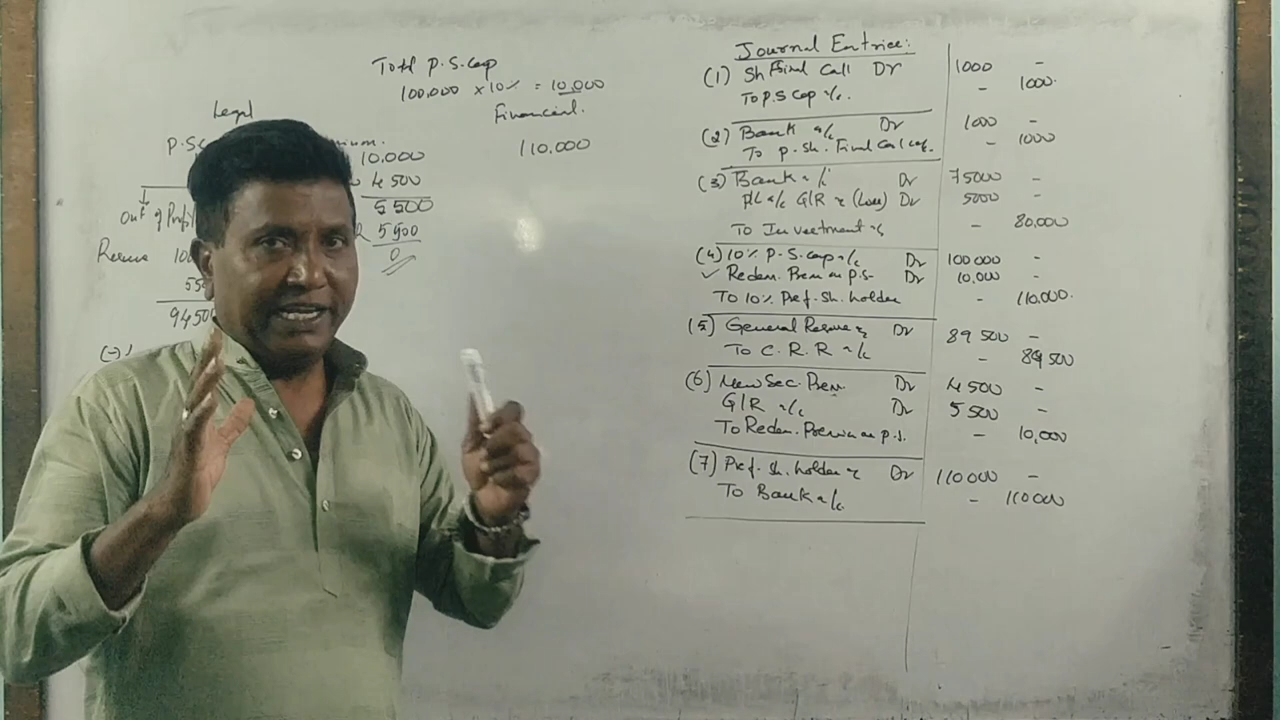 Total P.S.Cap
100,000 × 10% = 10,000
Financial.
110,000
Legal
P.SC
10,000
4500
5500
5500
0
Out of Profit
Reserve 100
550
94500
(-)
Journal Entries:
(1) Sh Final Call Dr 1000 -
To P.S Cap a/c. - 1000.
(2) Bank a/c Dr 1000 -
To P. Sh. Final Call a/c. - 1000
(3) Bank a/c Dr 75000 -
P/L a/c G/R a/c (Loss) Dr 5000 -
To Investment a/c - 80,000
(4) 10% P.S.Cap a/c Dr 100000 -
✓ Redem. Prem on P.S- Dr 10,000 -
To 10% Pref. Sh. holder - 110,000.
(5) General Reserve a/c Dr 89500 -
To C.R.R a/c - 89500
(6) New Sec. Prem. Dr 4500 -
G/R a/c Dr 5500 -
To Redem. Premium on P.S. - 10,000
(7) Pref. Sh. holder a/c Dr 110000 -
To Bank a/c. - 110000